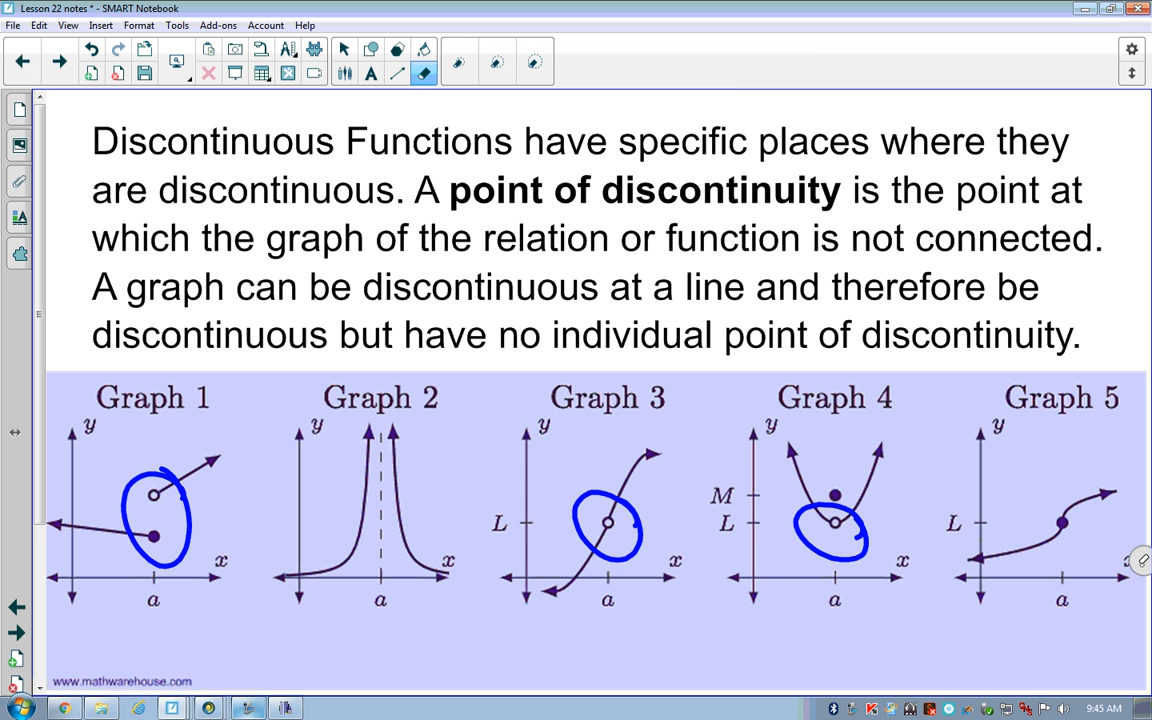 Lesson 22 notes * - SMART Notebook
File Edit View Insert Format Tools Add-ons Account Help
Discontinuous Functions have specific places where they
are discontinuous. A point of discontinuity is the point at
which the graph of the relation or function is not connected.
A graph can be discontinuous at a line and therefore be
discontinuous but have no individual point of discontinuity.
Graph 1 Graph 2 Graph 3 Graph 4 Graph 5
y y y y y
M
L L L
x x x x x
a a a a a
www.mathwarehouse.com
9:45 AM